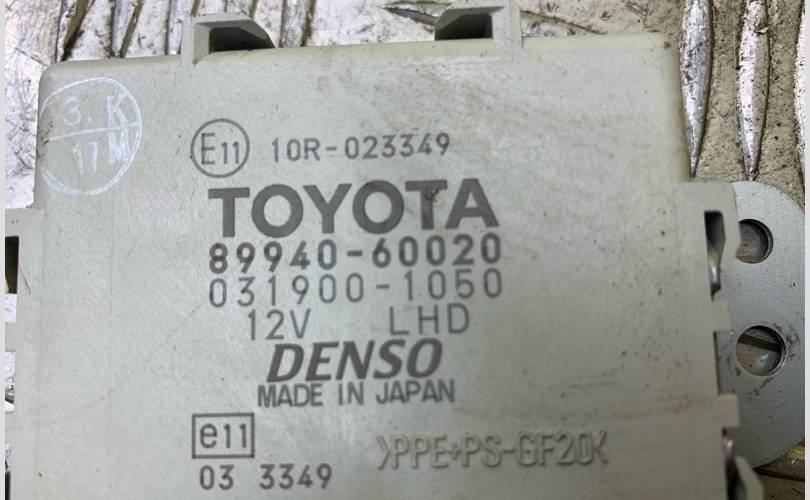 3. K
17 M
E11 10R-023349
TOYOTA
89940-60020
031900-1050
12V LHD
DENSO
MADE IN JAPAN
e11
03 3349
>PPE+PS-GF20<